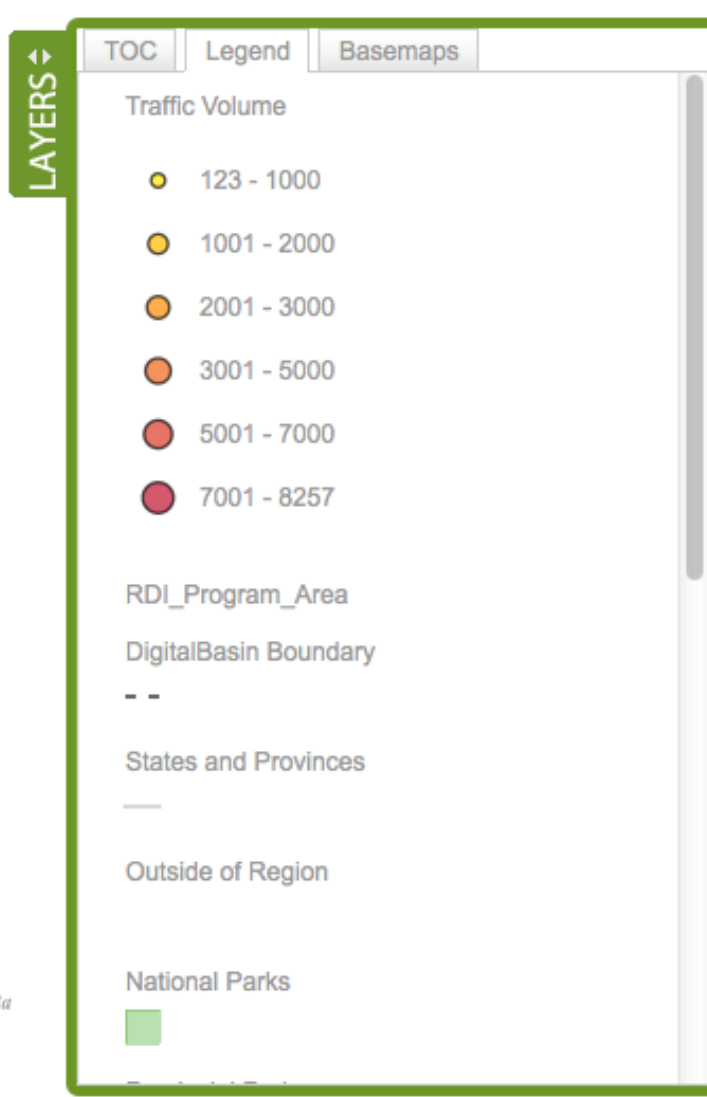 LAYERS
TOC Legend Basemaps
Traffic Volume
123 - 1000
1001 - 2000
2001 - 3000
3001 - 5000
5001 - 7000
7001 - 8257
RDI_Program_Area
DigitalBasin Boundary
States and Provinces
Outside of Region
National Parks